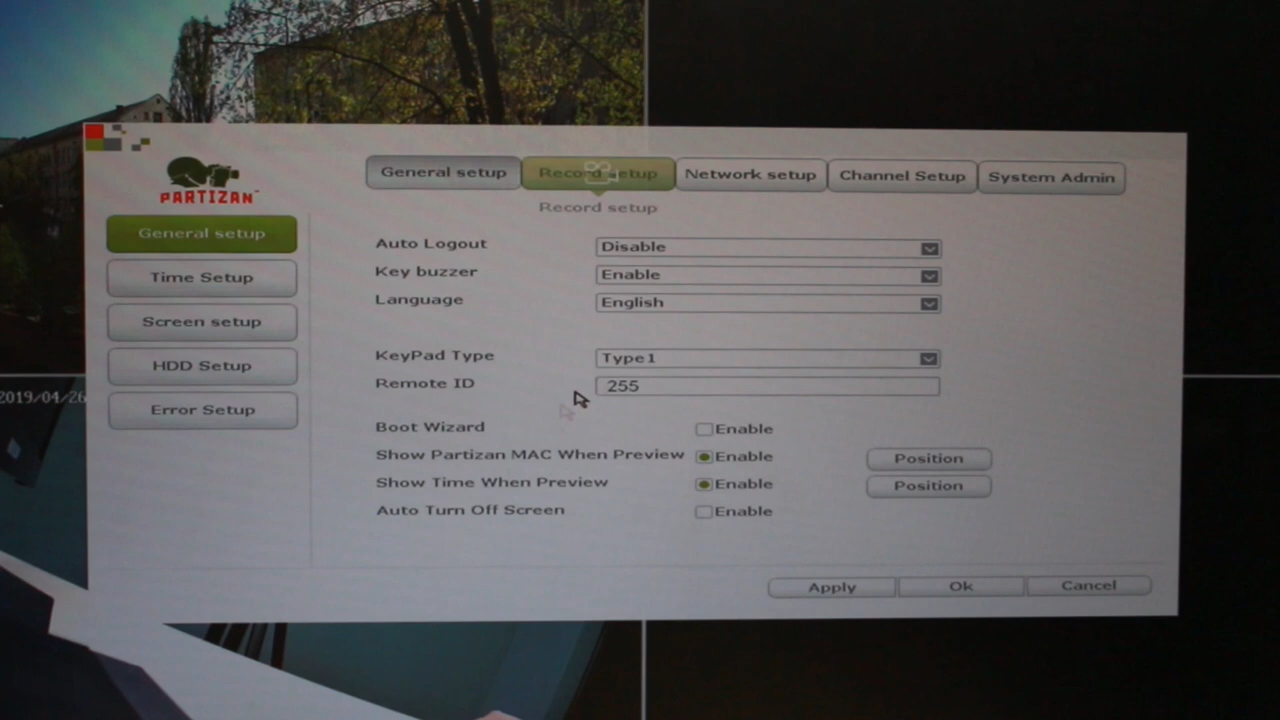 PARTIZAN
General setup
Record setup
Network setup
Channel Setup
System Admin
Record setup
General setup
Time Setup
Screen setup
HDD Setup
Error Setup
Auto Logout Disable
Key buzzer Enable
Language English
KeyPad Type Type1
Remote ID 255
Boot Wizard Enable
Show Partizan MAC When Preview Enable Position
Show Time When Preview Enable Position
Auto Turn Off Screen Enable
Apply Ok Cancel
2019/04/26